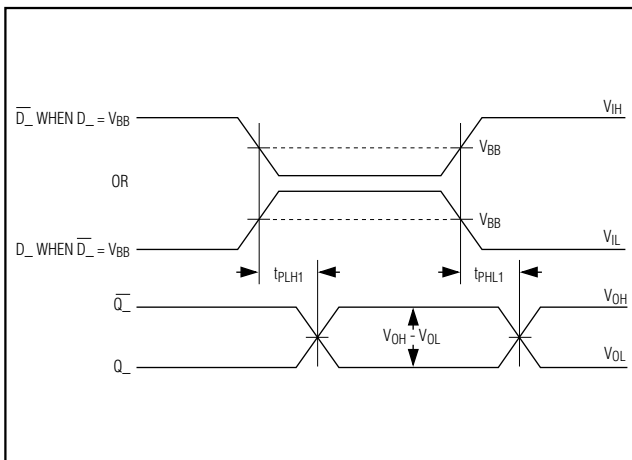 D̅_ WHEN D_ = VBB
VIH
VBB
OR
VBB
D_ WHEN D̅_ = VBB
VIL
tPLH1
tPHL1
Q̅_
VOH
VOH - VOL
Q_
VOL